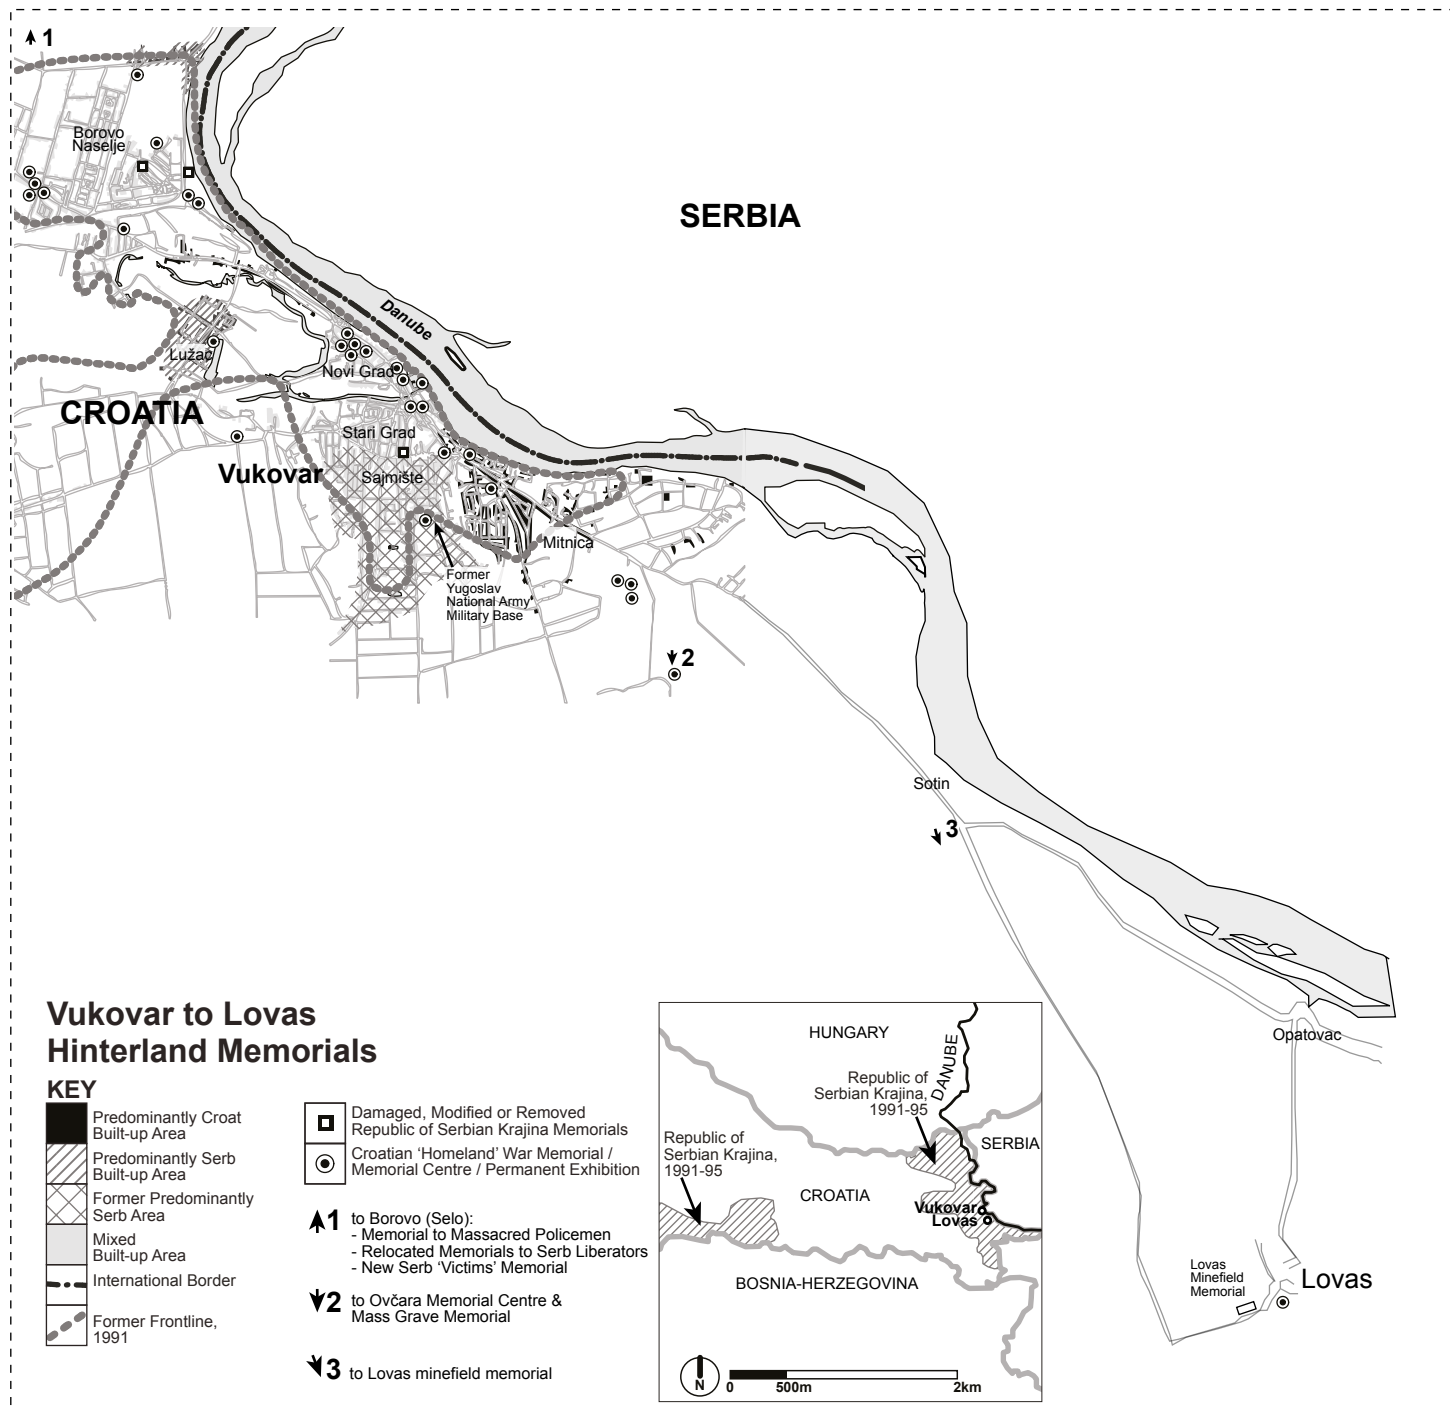 1
Borovo
Naselje
SERBIA
Danube
Lužac
Novi Grad
CROATIA
Stari Grad
Vukovar
Sajmište
Mitnica
Former
Yugoslav
National Army
Military Base
2
Sotin
3
Opatovac
Lovas
Minefield
Memorial
Lovas
Vukovar to Lovas
Hinterland Memorials
KEY
Predominantly Croat
Built-up Area
Predominantly Serb
Built-up Area
Former Predominantly
Serb Area
Mixed
Built-up Area
International Border
Former Frontline,
1991
Damaged, Modified or Removed
Republic of Serbian Krajina Memorials
Croatian ‘Homeland’ War Memorial /
Memorial Centre / Permanent Exhibition
1 to Borovo (Selo):
- Memorial to Massacred Policemen
- Relocated Memorials to Serb Liberators
- New Serb ‘Victims’ Memorial
2 to Ovčara Memorial Centre &
Mass Grave Memorial
3 to Lovas minefield memorial
HUNGARY
DANUBE
Republic of
Serbian Krajina,
1991-95
SERBIA
Republic of
Serbian Krajina,
1991-95
CROATIA
Vukovar
Lovas
BOSNIA-HERZEGOVINA
N
0 500m 2km